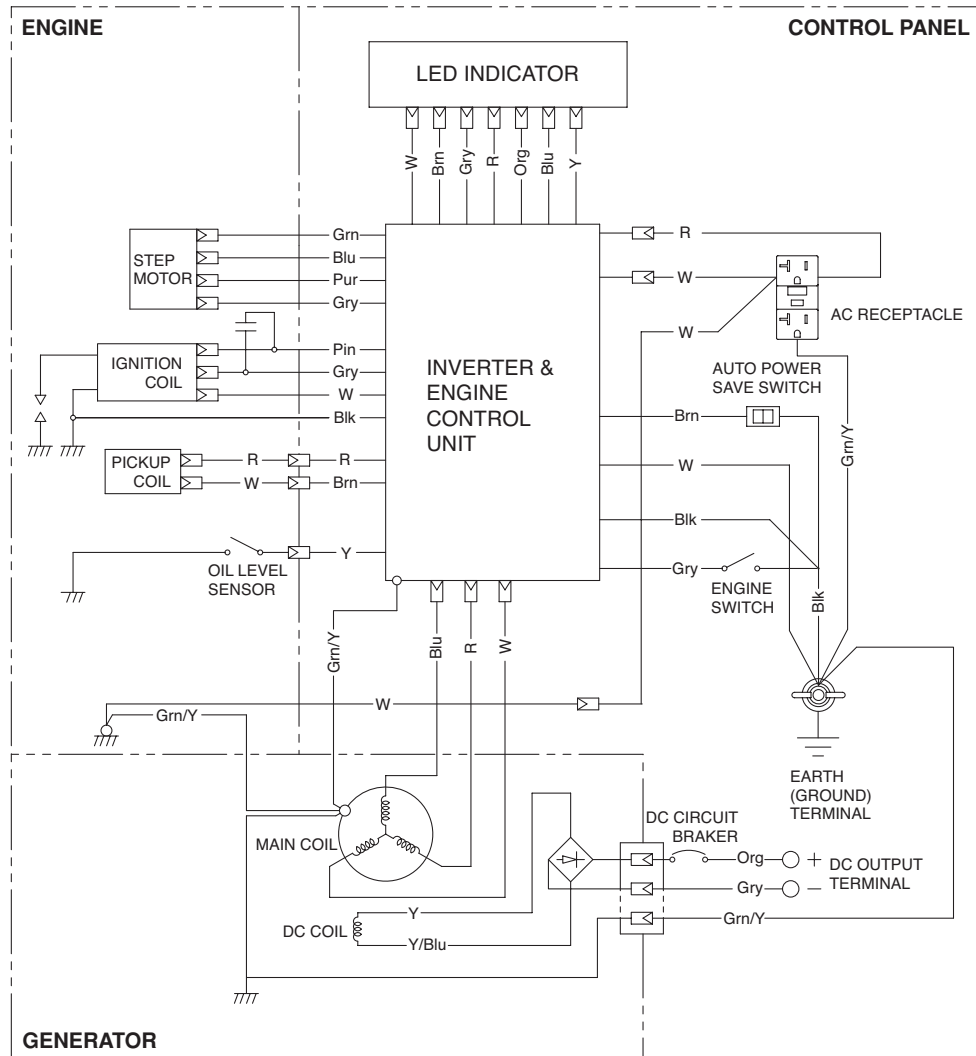 ENGINE
CONTROL PANEL
LED INDICATOR
W
Brn
Gry
R
Org
Blu
Y
STEP
MOTOR
Grn
Blu
Pur
Gry
R
W
W
AC RECEPTACLE
IGNITION
COIL
Pin
Gry
W
Blk
INVERTER &
ENGINE
CONTROL
UNIT
AUTO POWER
SAVE SWITCH
Brn
W
Grn/Y
PICKUP
COIL
R
R
W
Brn
Blk
Y
OIL LEVEL
SENSOR
Gry
ENGINE
SWITCH
Blk
Grn/Y
Blu
R
W
W
Grn/Y
EARTH
(GROUND)
TERMINAL
MAIN COIL
DC CIRCUIT
BRAKER
Org
+
DC OUTPUT
TERMINAL
Gry
−
DC COIL
Y
Y/Blu
Grn/Y
GENERATOR